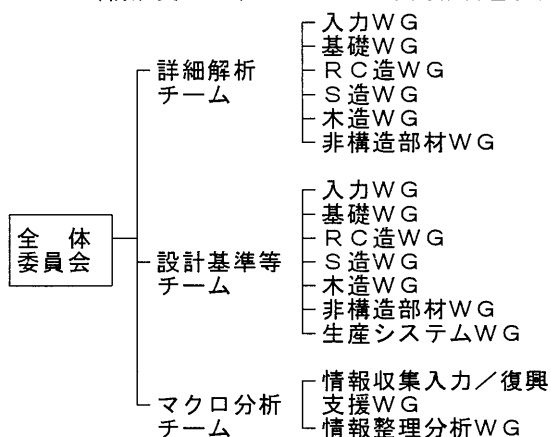 詳細解析
チーム
入力WG
基礎WG
RC造WG
S造WG
木造WG
非構造部材WG
全 体
委員会
設計基準等
チーム
入力WG
基礎WG
RC造WG
S造WG
木造WG
非構造部材WG
生産システムWG
マクロ分析
チーム
情報収集入力/復興
支援WG
情報整理分析WG